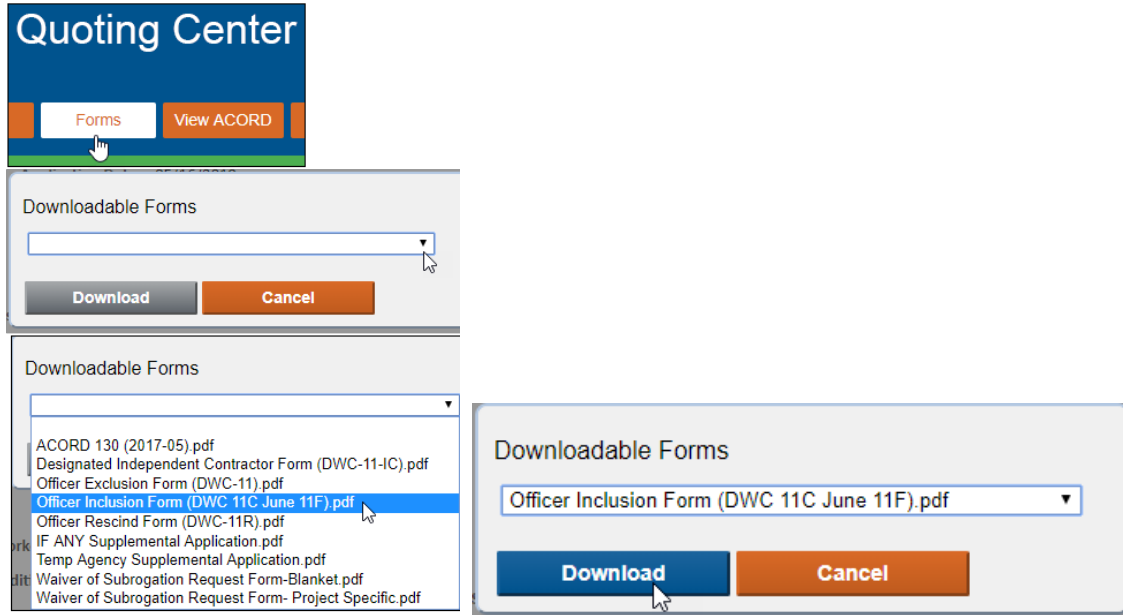 Quoting Center
Forms
View ACORD
Downloadable Forms
Download
Cancel
Downloadable Forms
ACORD 130 (2017-05).pdf
Designated Independent Contractor Form (DWC-11-IC).pdf
Officer Exclusion Form (DWC-11).pdf
Officer Inclusion Form (DWC 11C June 11F).pdf
Officer Rescind Form (DWC-11R).pdf
IF ANY Supplemental Application.pdf
Temp Agency Supplemental Application.pdf
Waiver of Subrogation Request Form-Blanket.pdf
Waiver of Subrogation Request Form- Project Specific.pdf
Downloadable Forms
Officer Inclusion Form (DWC 11C June 11F).pdf
Download
Cancel